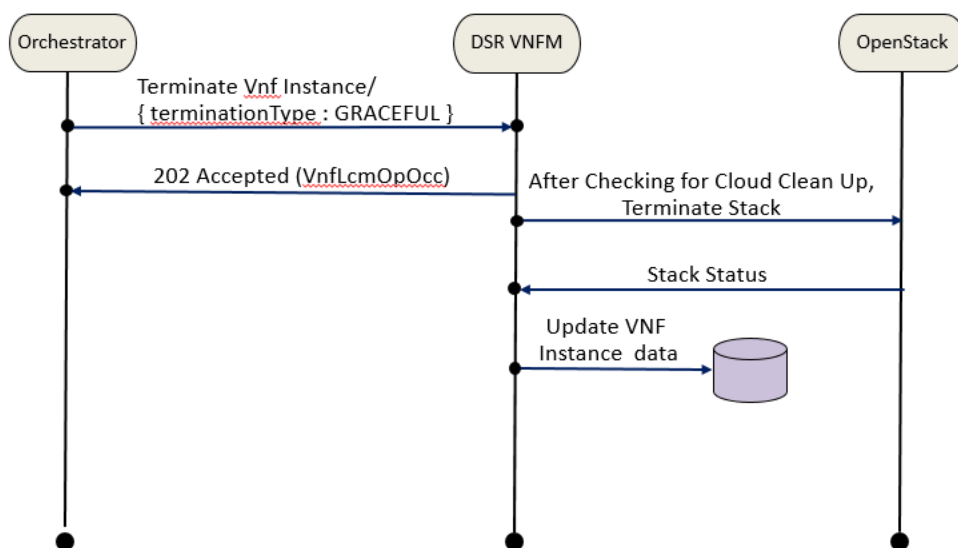 Orchestrator
DSR VNFM
OpenStack
Terminate Vnf Instance/
{ terminationType : GRACEFUL }
202 Accepted (VnfLcmOpOcc)
After Checking for Cloud Clean Up,
Terminate Stack
Stack Status
Update VNF
Instance data